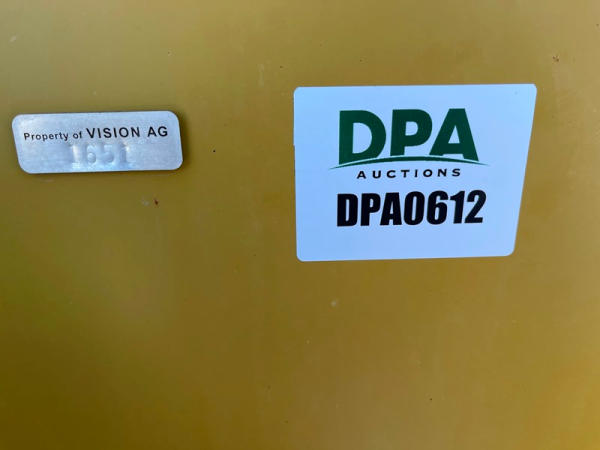 Property of VISION AG
1651
DPA
AUCTIONS
DPA0612